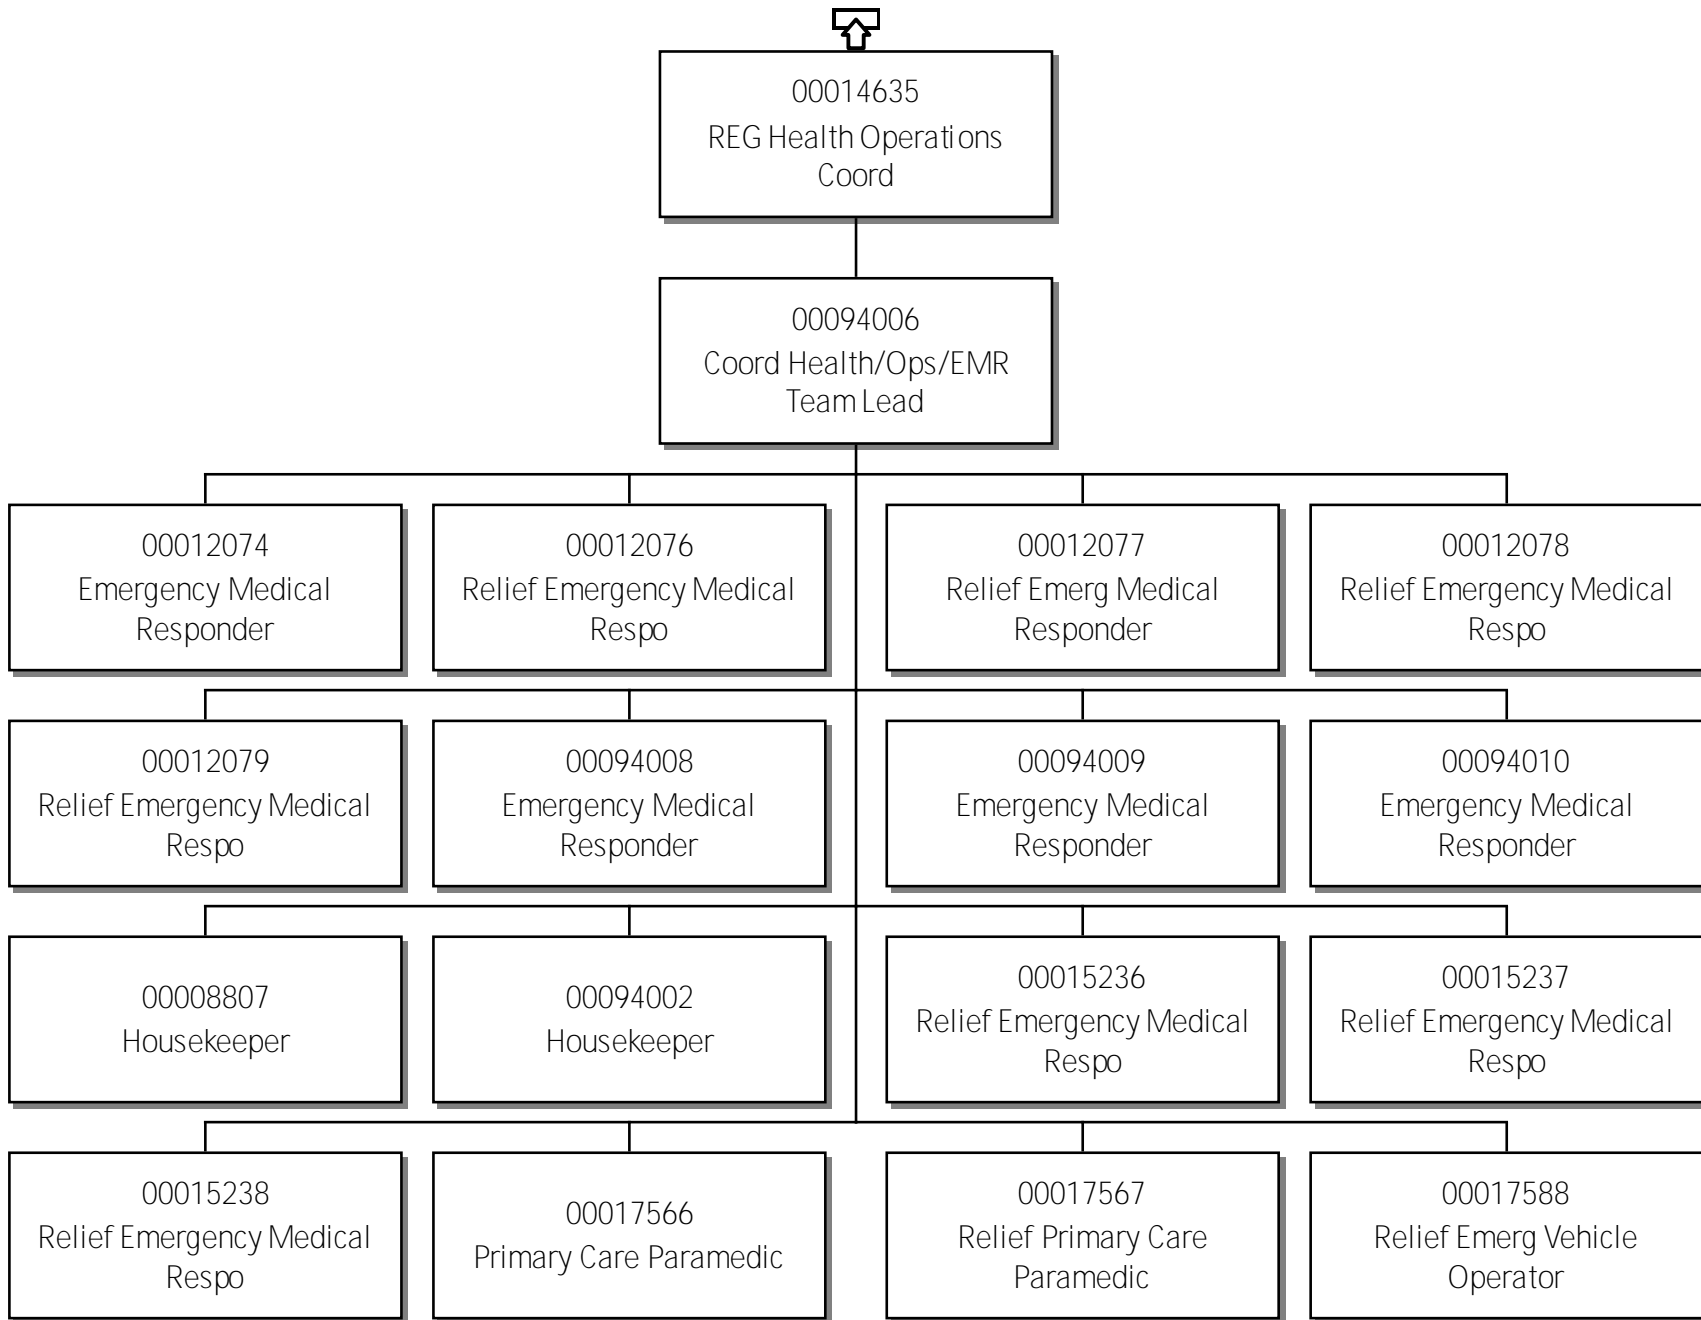 00014635
REG Health Operations
Coord
00094006
Coord Health/Ops/EMR
Team Lead
00012074
Emergency Medical
Responder
00012076
Relief Emergency Medical
Respo
00012077
Relief Emerg Medical
Responder
00012078
Relief Emergency Medical
Respo
00012079
Relief Emergency Medical
Respo
00094008
Emergency Medical
Responder
00094009
Emergency Medical
Responder
00094010
Emergency Medical
Responder
00008807
Housekeeper
00094002
Housekeeper
00015236
Relief Emergency Medical
Respo
00015237
Relief Emergency Medical
Respo
00015238
Relief Emergency Medical
Respo
00017566
Primary Care Paramedic
00017567
Relief Primary Care
Paramedic
00017588
Relief Emerg Vehicle
Operator